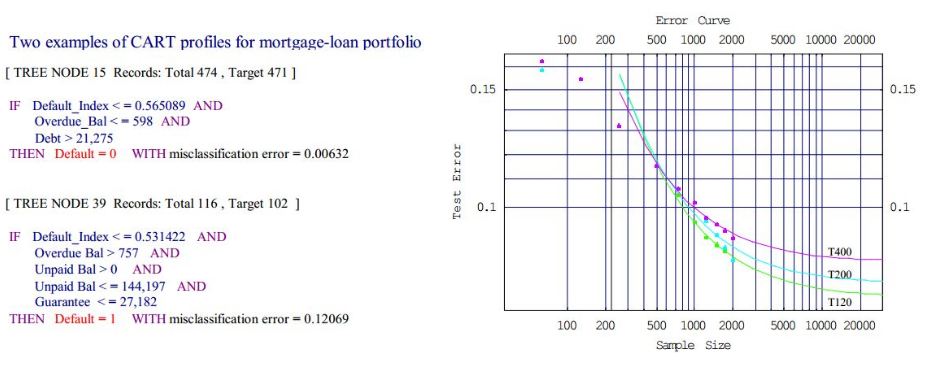 Two examples of CART profiles for mortgage-loan portfolio
[ TREE NODE 15 Records: Total 474 , Target 471 ]
IF Default_Index < = 0.565089 AND
Overdue_Bal < = 598 AND
Debt > 21,275
THEN Default = 0 WITH misclassification error = 0.00632
[ TREE NODE 39 Records: Total 116 , Target 102 ]
IF Default_Index < = 0.531422 AND
Overdue Bal > 757 AND
Unpaid Bal > 0 AND
Unpaid Bal < = 144,197 AND
Guarantee < = 27,182
THEN Default = 1 WITH misclassification error = 0.12069
Error Curve
100 200 500 1000 2000 5000 10000 20000
0.15 0.15
Test Error
0.1 0.1
T400
T200
T120
100 200 500 1000 2000 5000 10000 20000
Sample Size